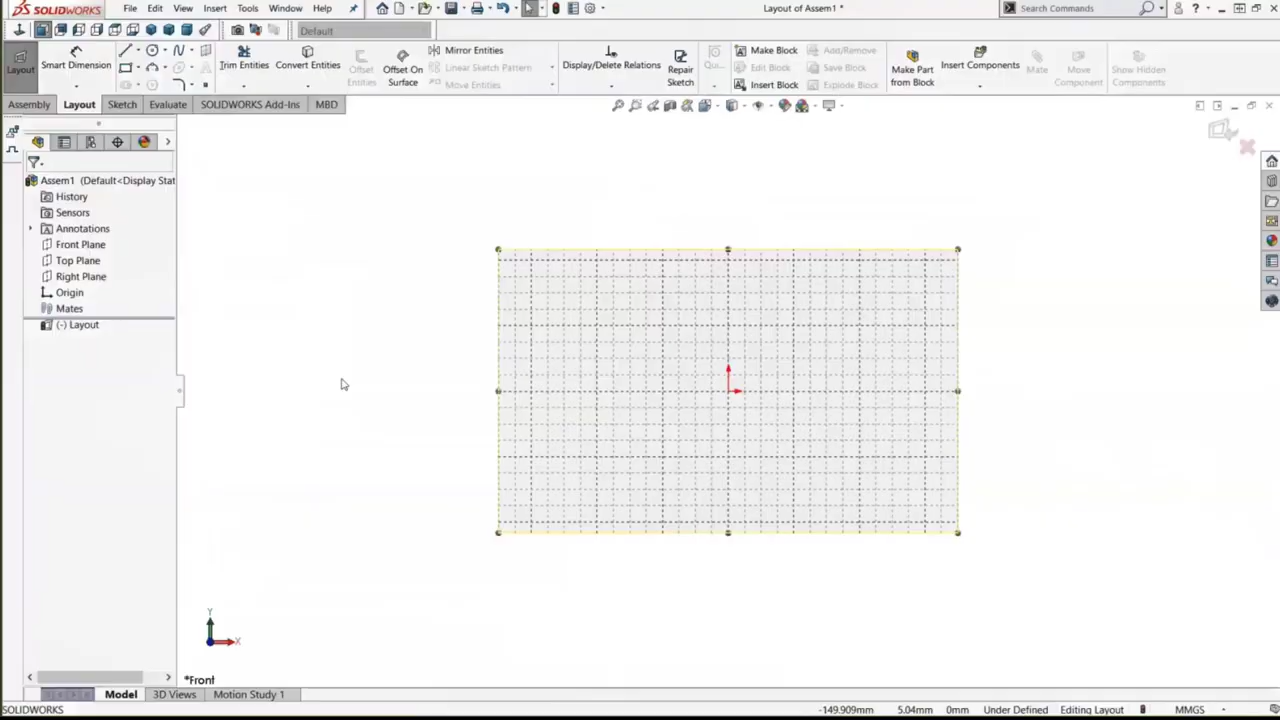 SOLIDWORKS File Edit View Insert Tools Window Help Layout of Assem1 * Search Commands ?
Default
Layout Smart Dimension Trim Entities Convert Entities Offset Entities Offset On Surface Mirror Entities Linear Sketch Pattern Move Entities Display/Delete Relations Repair Sketch Qui... Make Block Edit Block Insert Block Add/Remove Save Block Explode Block Make Part from Block Insert Components Mate Move Component Show Hidden Components
Assembly Layout Sketch Evaluate SOLIDWORKS Add-Ins MBD
Assem1 (Default<Display Stat
History
Sensors
Annotations
Front Plane
Top Plane
Right Plane
Origin
Mates
(-) Layout
Y
X
*Front
Model 3D Views Motion Study 1
SOLIDWORKS -149.909mm 5.04mm 0mm Under Defined Editing Layout MMGS